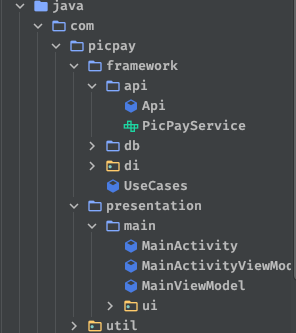 java
com
picpay
framework
api
Api
PicPayService
db
di
UseCases
presentation
main
MainActivity
MainActivityViewMod
MainViewModel
ui
util